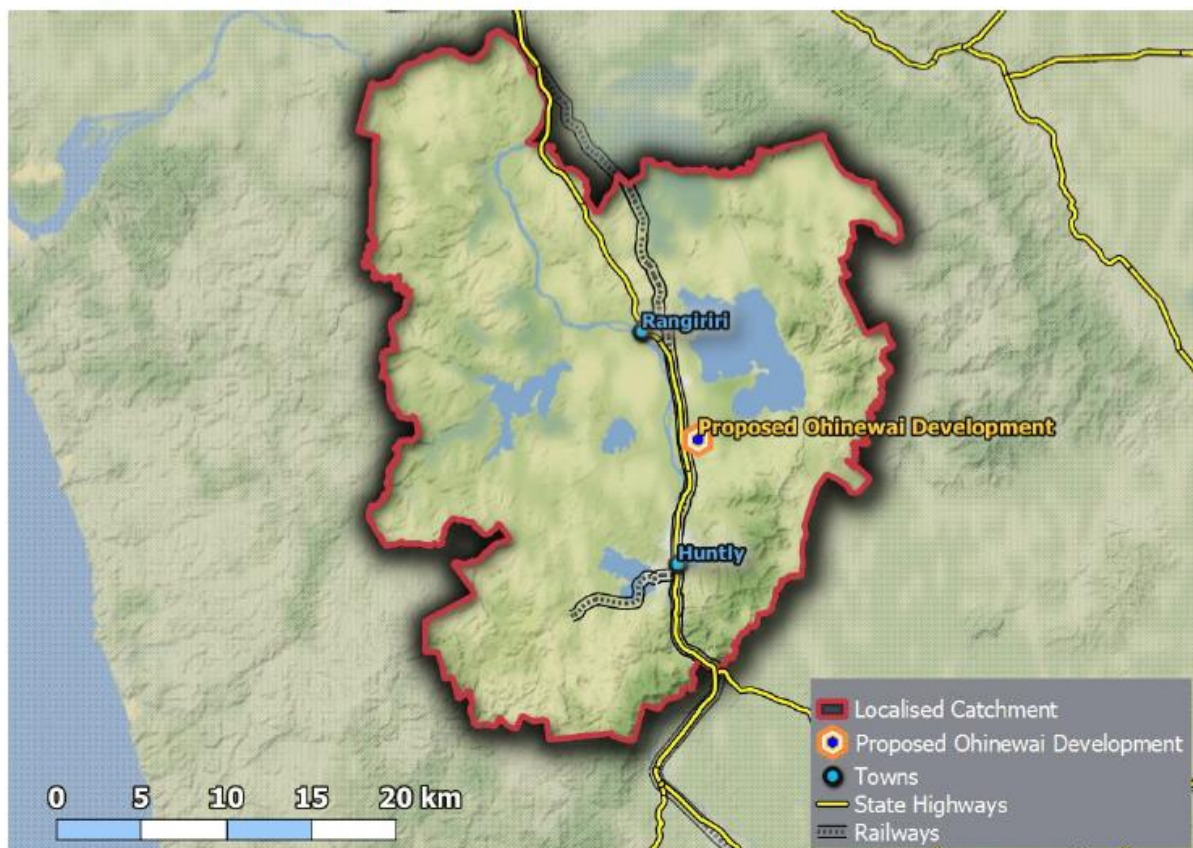 Rangiriri
Proposed Ohinewai Development
Huntly
0 5 10 15 20 km
Localised Catchment
Proposed Ohinewai Development
Towns
State Highways
Railways